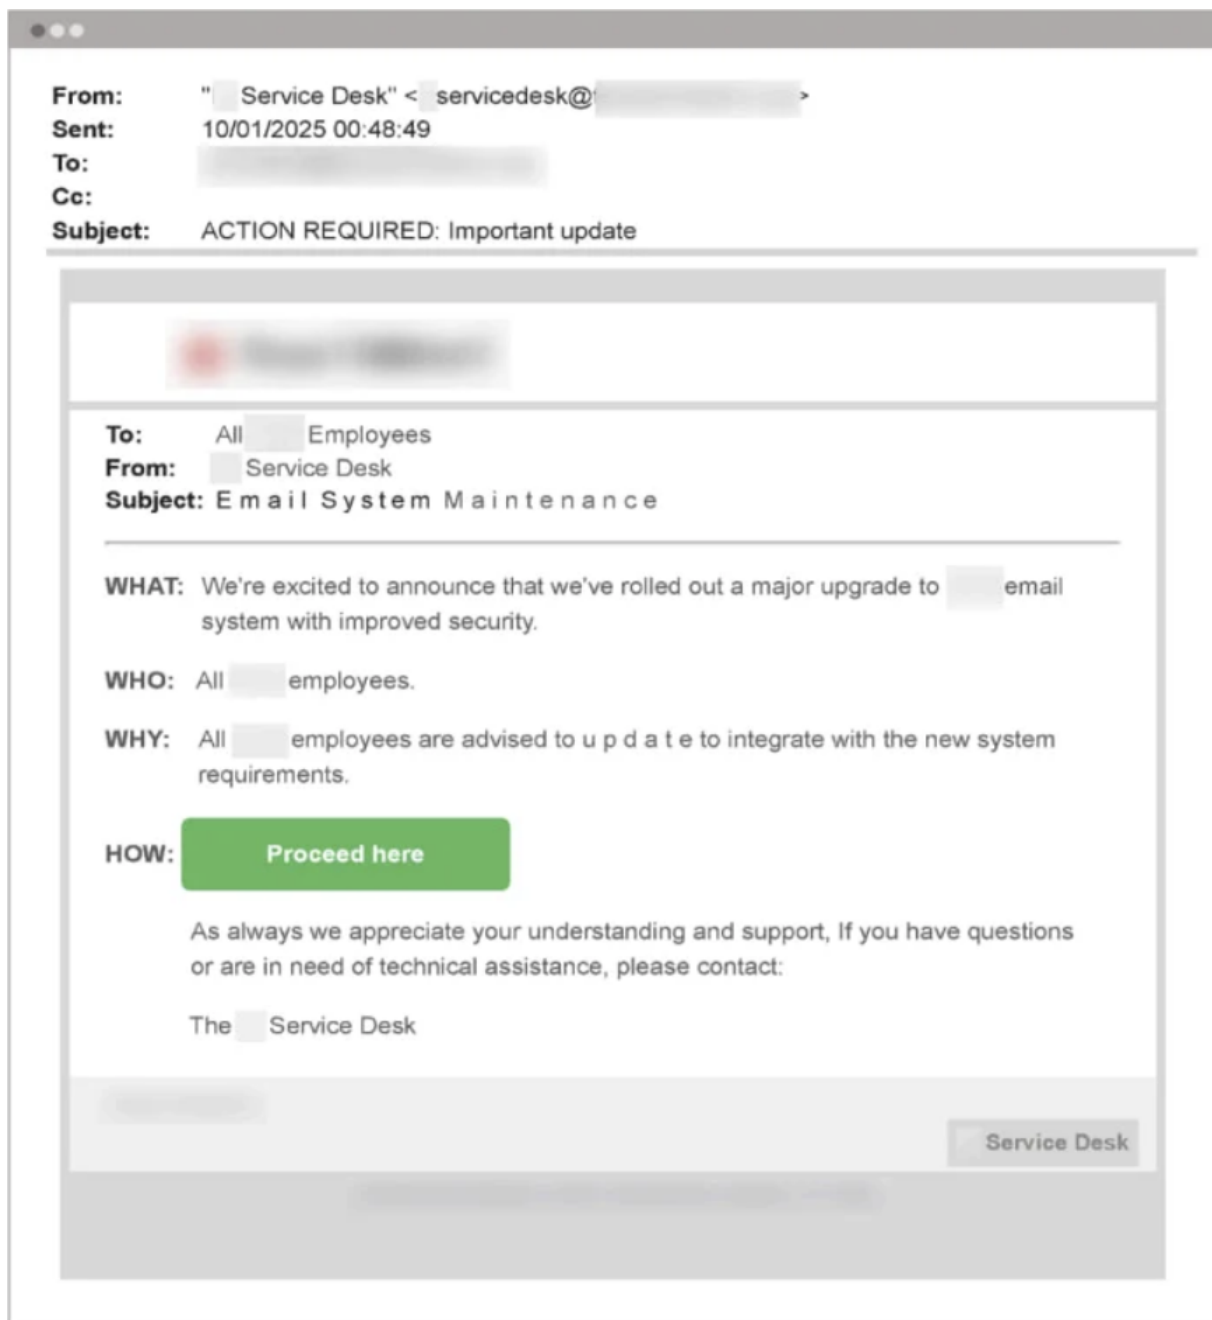 From: " Service Desk" < servicedesk@ >
Sent: 10/01/2025 00:48:49
To:
Cc:
Subject: ACTION REQUIRED: Important update
To: All Employees
From: Service Desk
Subject: E m a i l S y s t e m M a i n t e n a n c e
WHAT: We're excited to announce that we've rolled out a major upgrade to email
system with improved security.
WHO: All employees.
WHY: All employees are advised to u p d a t e to integrate with the new system
requirements.
HOW: Proceed here
As always we appreciate your understanding and support, If you have questions
or are in need of technical assistance, please contact:
The Service Desk
Service Desk